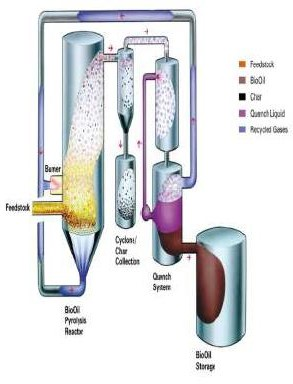 Feedstock
BioOil
Char
Quench Liquid
Recycled Gases
Burner
Feedstock
Cyclone/
Char
Collection
Quench
System
BioOil
Pyrolysis
Reactor
BioOil
Storage